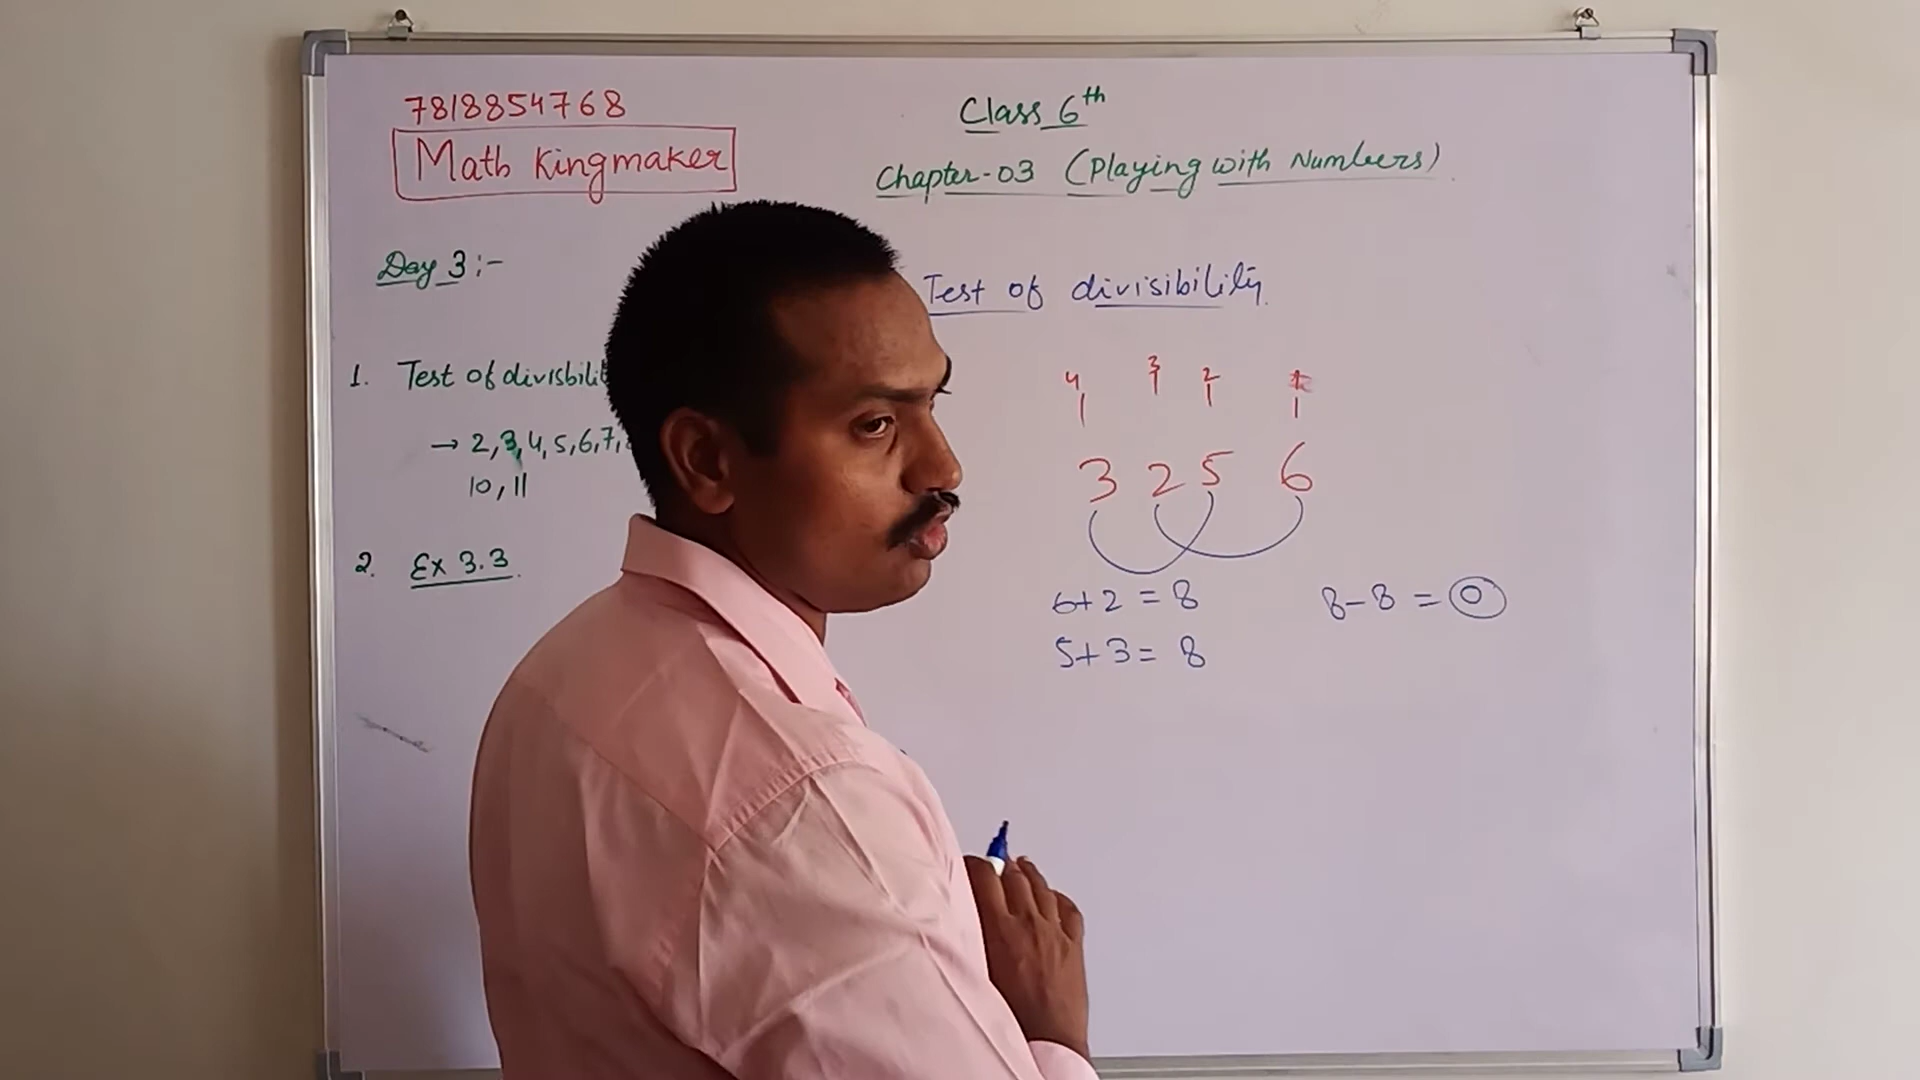 7818854768
Math Kingmaker
Class 6th
Chapter-03 (Playing with Numbers)
Day 3:-
Test of divisibility
1. Test of divisbilit
→ 2,3,4,5,6,7,
10,11
2. Ex 3.3
4 3 2 1
3 2 5 6
6+2 = 8
8-8 = 0
5+3 = 8